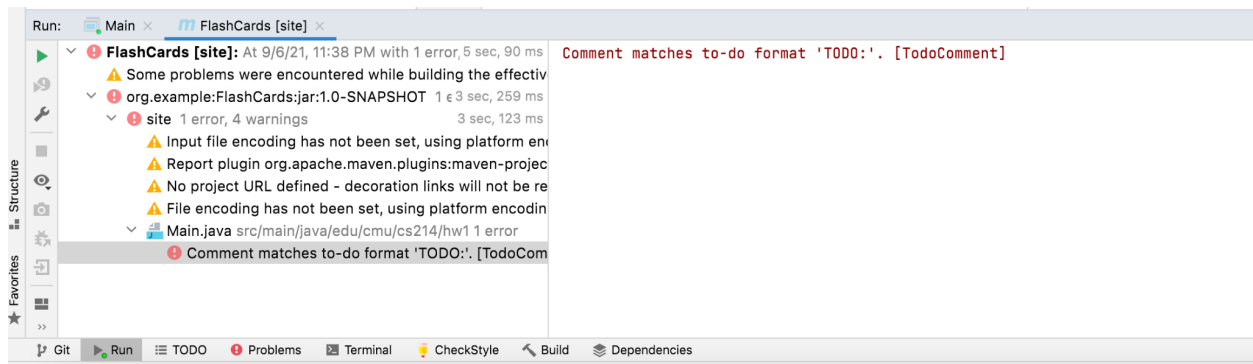 Run: Main × m FlashCards [site] ×
FlashCards [site]: At 9/6/21, 11:38 PM with 1 error, 5 sec, 90 ms
Comment matches to-do format 'TODO:'. [TodoComment]
Some problems were encountered while building the effectiv
org.example:FlashCards:jar:1.0-SNAPSHOT 1 e 3 sec, 259 ms
site 1 error, 4 warnings 3 sec, 123 ms
Input file encoding has not been set, using platform en
Report plugin org.apache.maven.plugins:maven-projec
No project URL defined - decoration links will not be re
File encoding has not been set, using platform encodin
Main.java src/main/java/edu/cmu/cs214/hw1 1 error
Comment matches to-do format 'TODO:'. [TodoCom
Structure
Favorites
>>
Git Run TODO Problems Terminal CheckStyle Build Dependencies